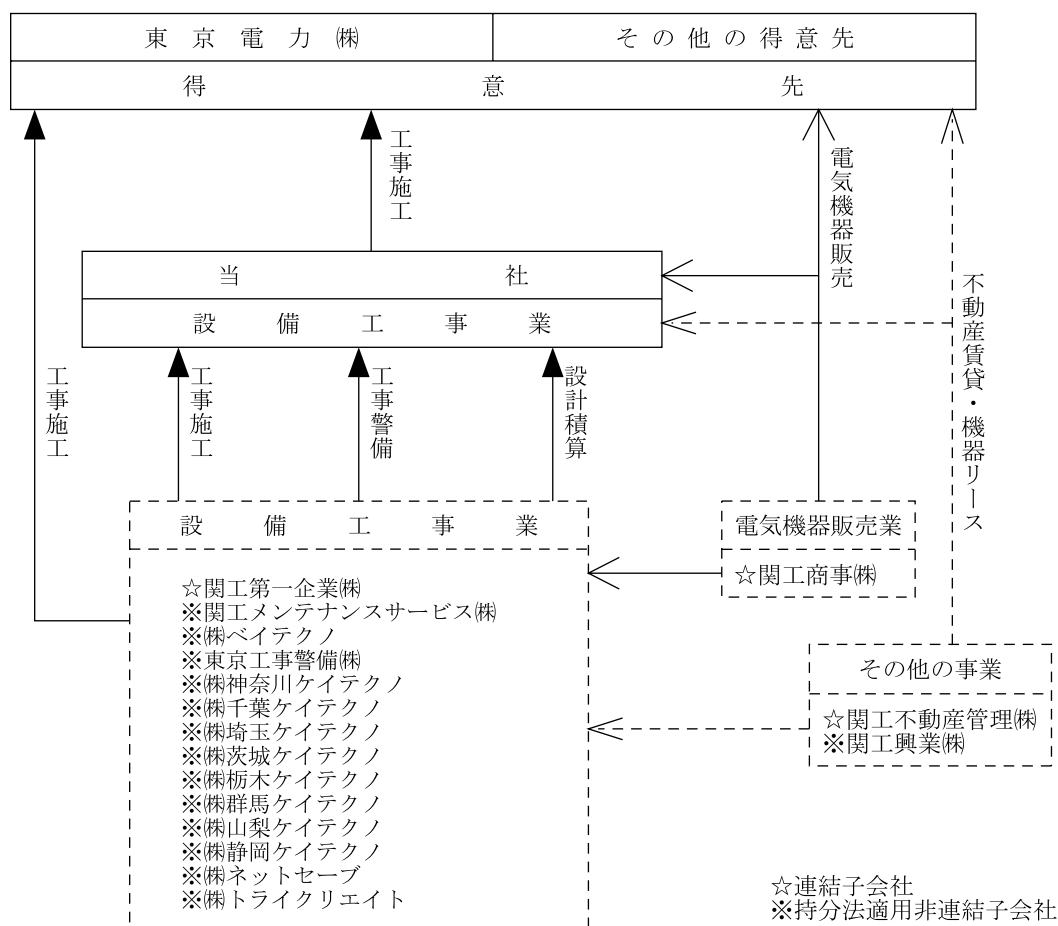 東京電力㈱
その他の得意先
得意先
工事施工
電気機器販売
当社
設備工事業
不動産賃貸・機器リース
工事施工
工事施工
工事警備
設計積算
設備工事業
☆関工第一企業㈱
※関工メンテナンスサービス㈱
※㈱ベイテクノ
※東京工事警備㈱
※㈱神奈川ケイテクノ
※㈱千葉ケイテクノ
※㈱埼玉ケイテクノ
※㈱茨城ケイテクノ
※㈱栃木ケイテクノ
※㈱群馬ケイテクノ
※㈱山梨ケイテクノ
※㈱静岡ケイテクノ
※㈱ネットセーブ
※㈱トライクリエイト
電気機器販売業
☆関工商事㈱
その他の事業
☆関工不動産管理㈱
※関工興業㈱
☆連結子会社
※持分法適用非連結子会社